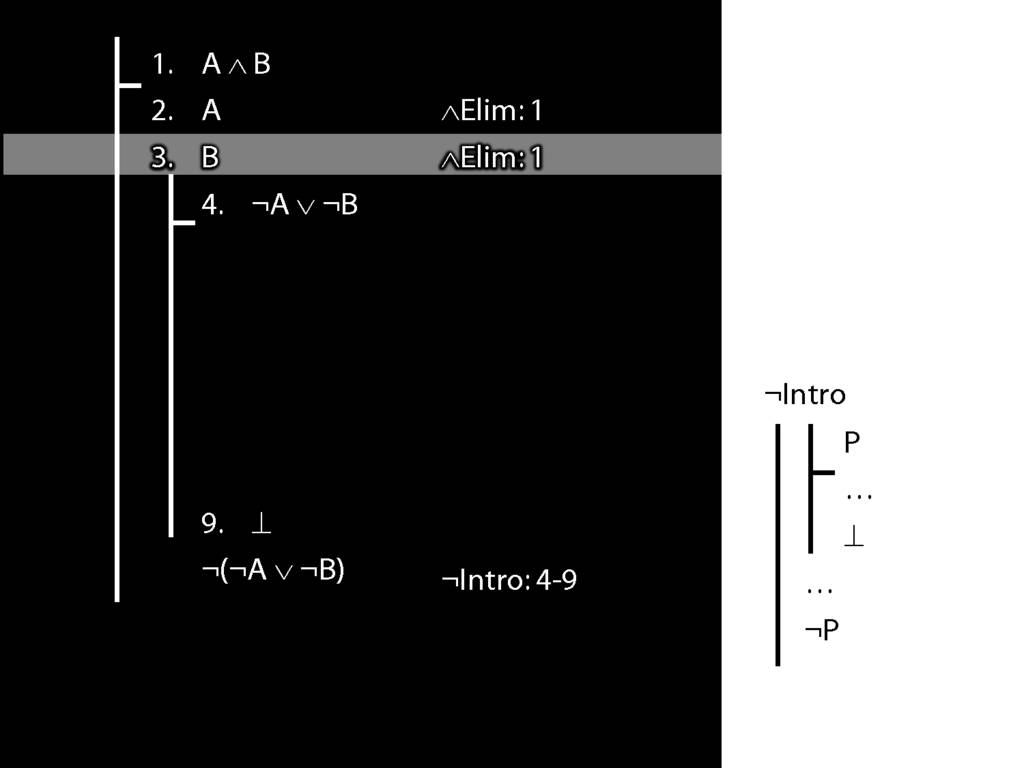 1. A ∧ B
2. A ∧Elim: 1
3. B ∧Elim: 1
4. ¬A ∨ ¬B
9. ⊥
¬(¬A ∨ ¬B) ¬Intro: 4-9
¬Intro
P
...
⊥
...
¬P